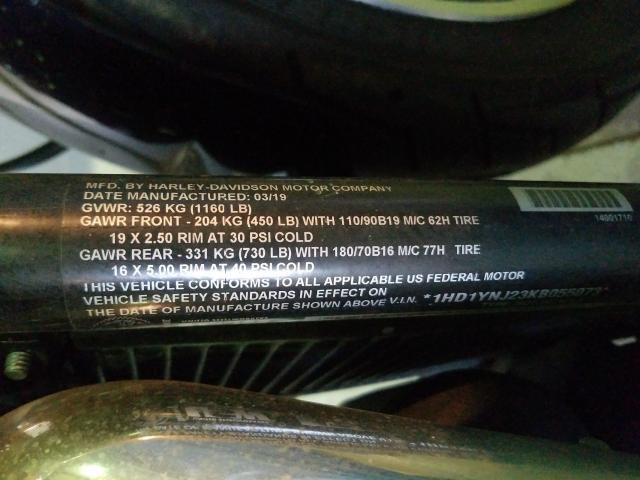 MFD. BY HARLEY-DAVIDSON MOTOR COMPANY
DATE MANUFACTURED: 03/19
GVWR: 526 KG (1160 LB)
GAWR FRONT - 204 KG (450 LB) WITH 110/90B19 M/C 62H TIRE
19 X 2.50 RIM AT 30 PSI COLD
GAWR REAR - 331 KG (730 LB) WITH 180/70B16 M/C 77H TIRE
16 X 5.00 RIM AT 40 PSI COLD
THIS VEHICLE CONFORMS TO ALL APPLICABLE US FEDERAL MOTOR
VEHICLE SAFETY STANDARDS IN EFFECT ON
THE DATE OF MANUFACTURE SHOWN ABOVE V.I.N.
14001710